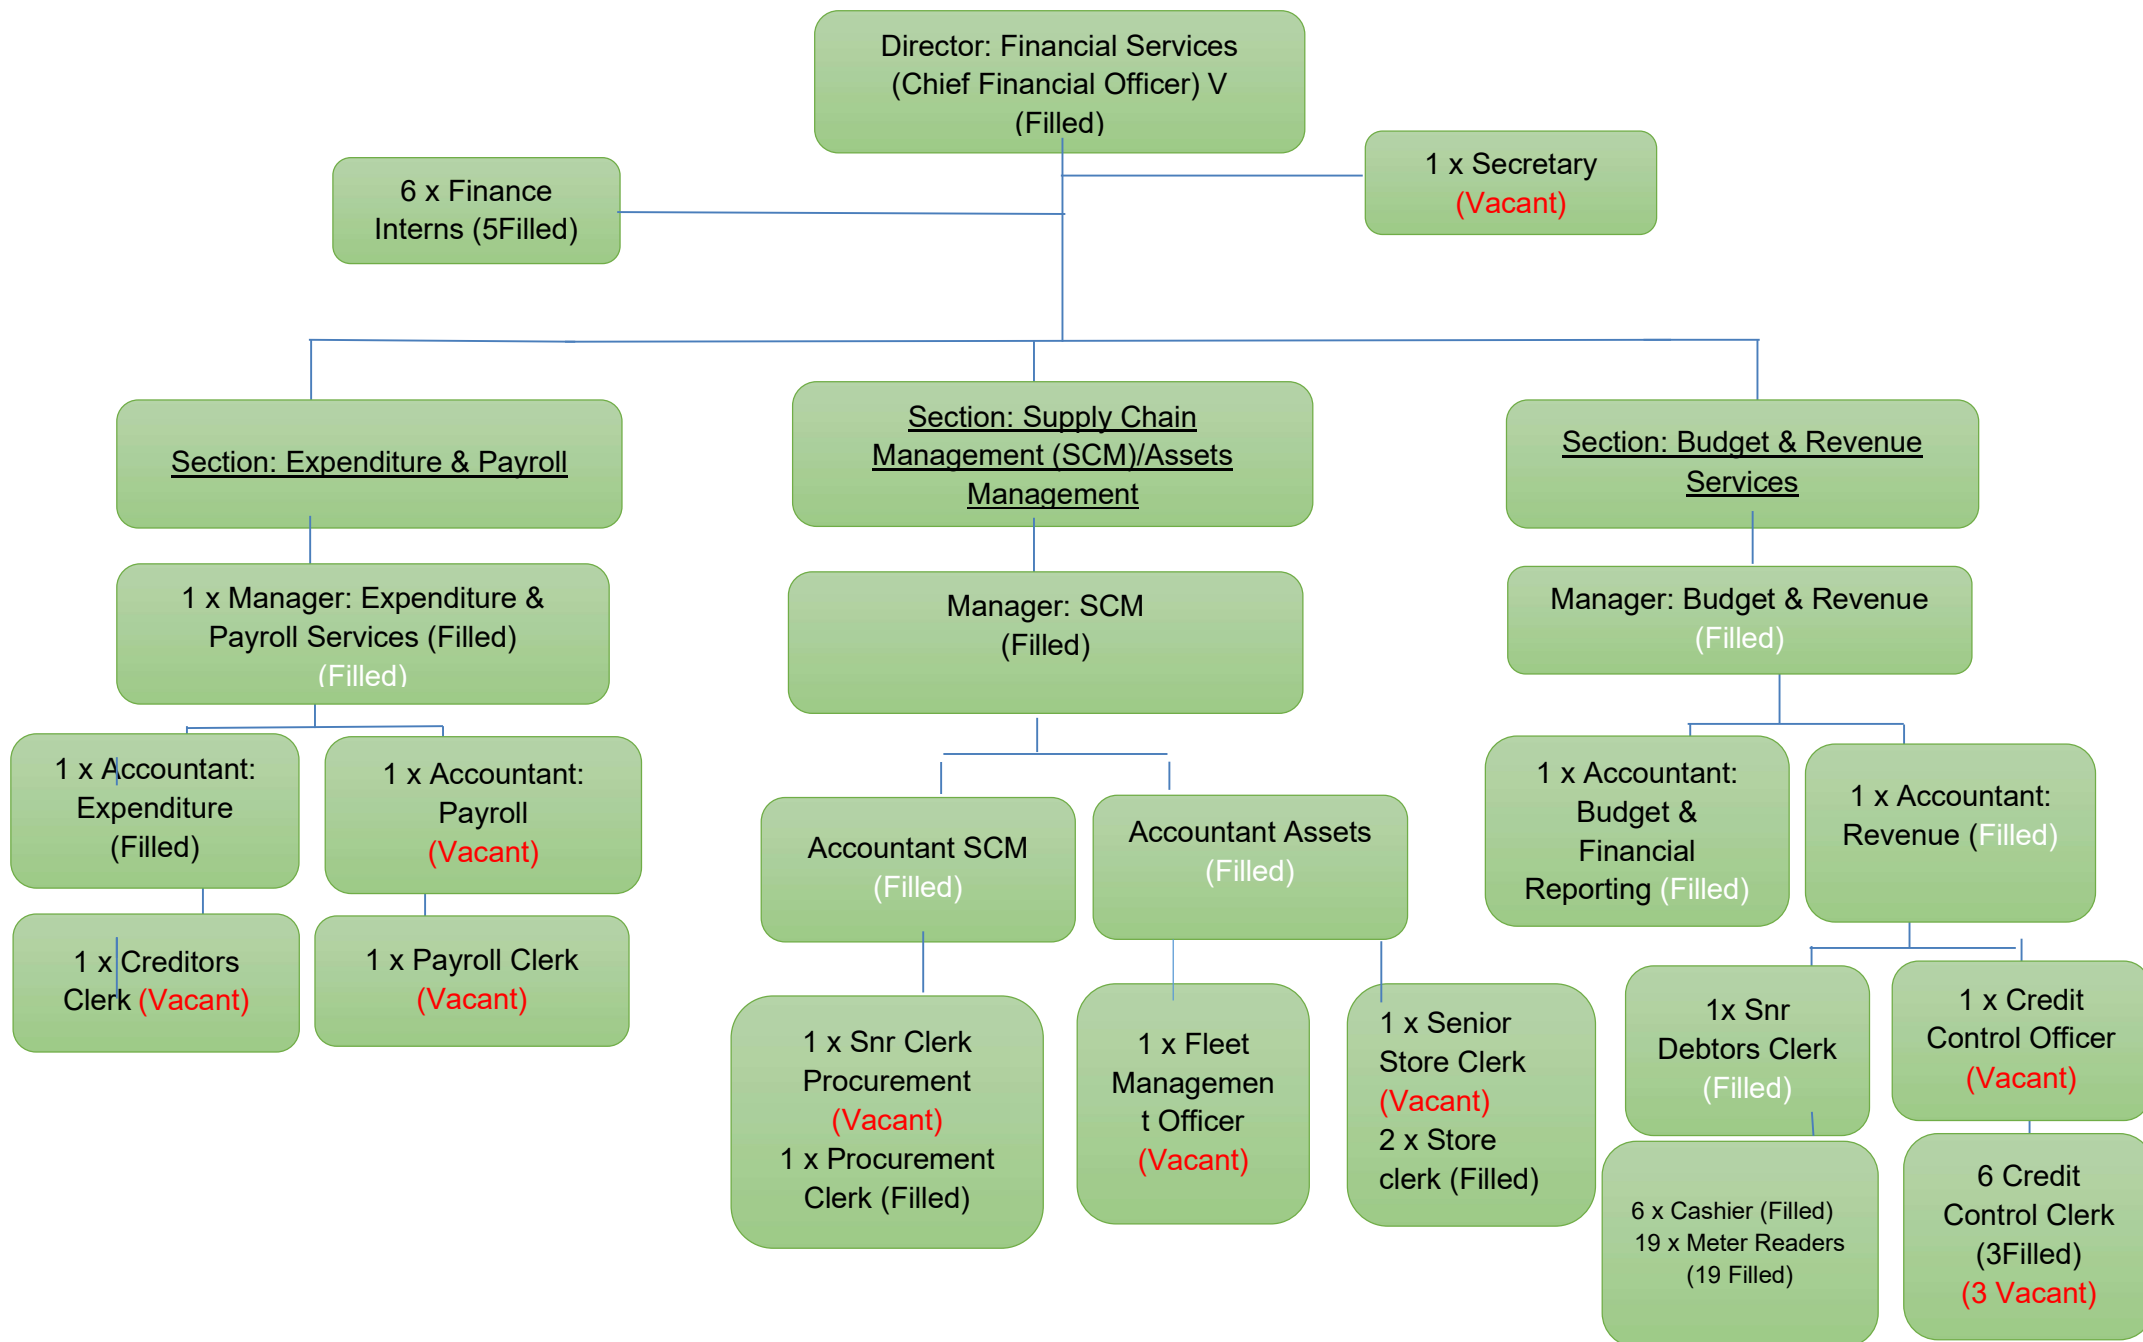 Director: Financial Services
(Chief Financial Officer) V
(Filled)
1 x Secretary
(Vacant)
6 x Finance
Interns (5Filled)
Section: Expenditure & Payroll
Section: Supply Chain
Management (SCM)/Assets
Management
Section: Budget & Revenue
Services
1 x Manager: Expenditure &
Payroll Services (Filled)
(Filled)
Manager: SCM
(Filled)
Manager: Budget & Revenue
(Filled)
1 x Accountant:
Expenditure
(Filled)
1 x Accountant:
Payroll
(Vacant)
Accountant SCM
(Filled)
Accountant Assets
(Filled)
1 x Accountant:
Budget &
Financial
Reporting (Filled)
1 x Accountant:
Revenue (Filled)
1 x Creditors
Clerk (Vacant)
1 x Payroll Clerk
(Vacant)
1 x Snr Clerk
Procurement
(Vacant)
1 x Procurement
Clerk (Filled)
1 x Fleet
Managemen
t Officer
(Vacant)
1 x Senior
Store Clerk
(Vacant)
2 x Store
clerk (Filled)
1x Snr
Debtors Clerk
(Filled)
1 x Credit
Control Officer
(Vacant)
6 x Cashier (Filled)
19 x Meter Readers
(19 Filled)
6 Credit
Control Clerk
(3Filled)
(3 Vacant)